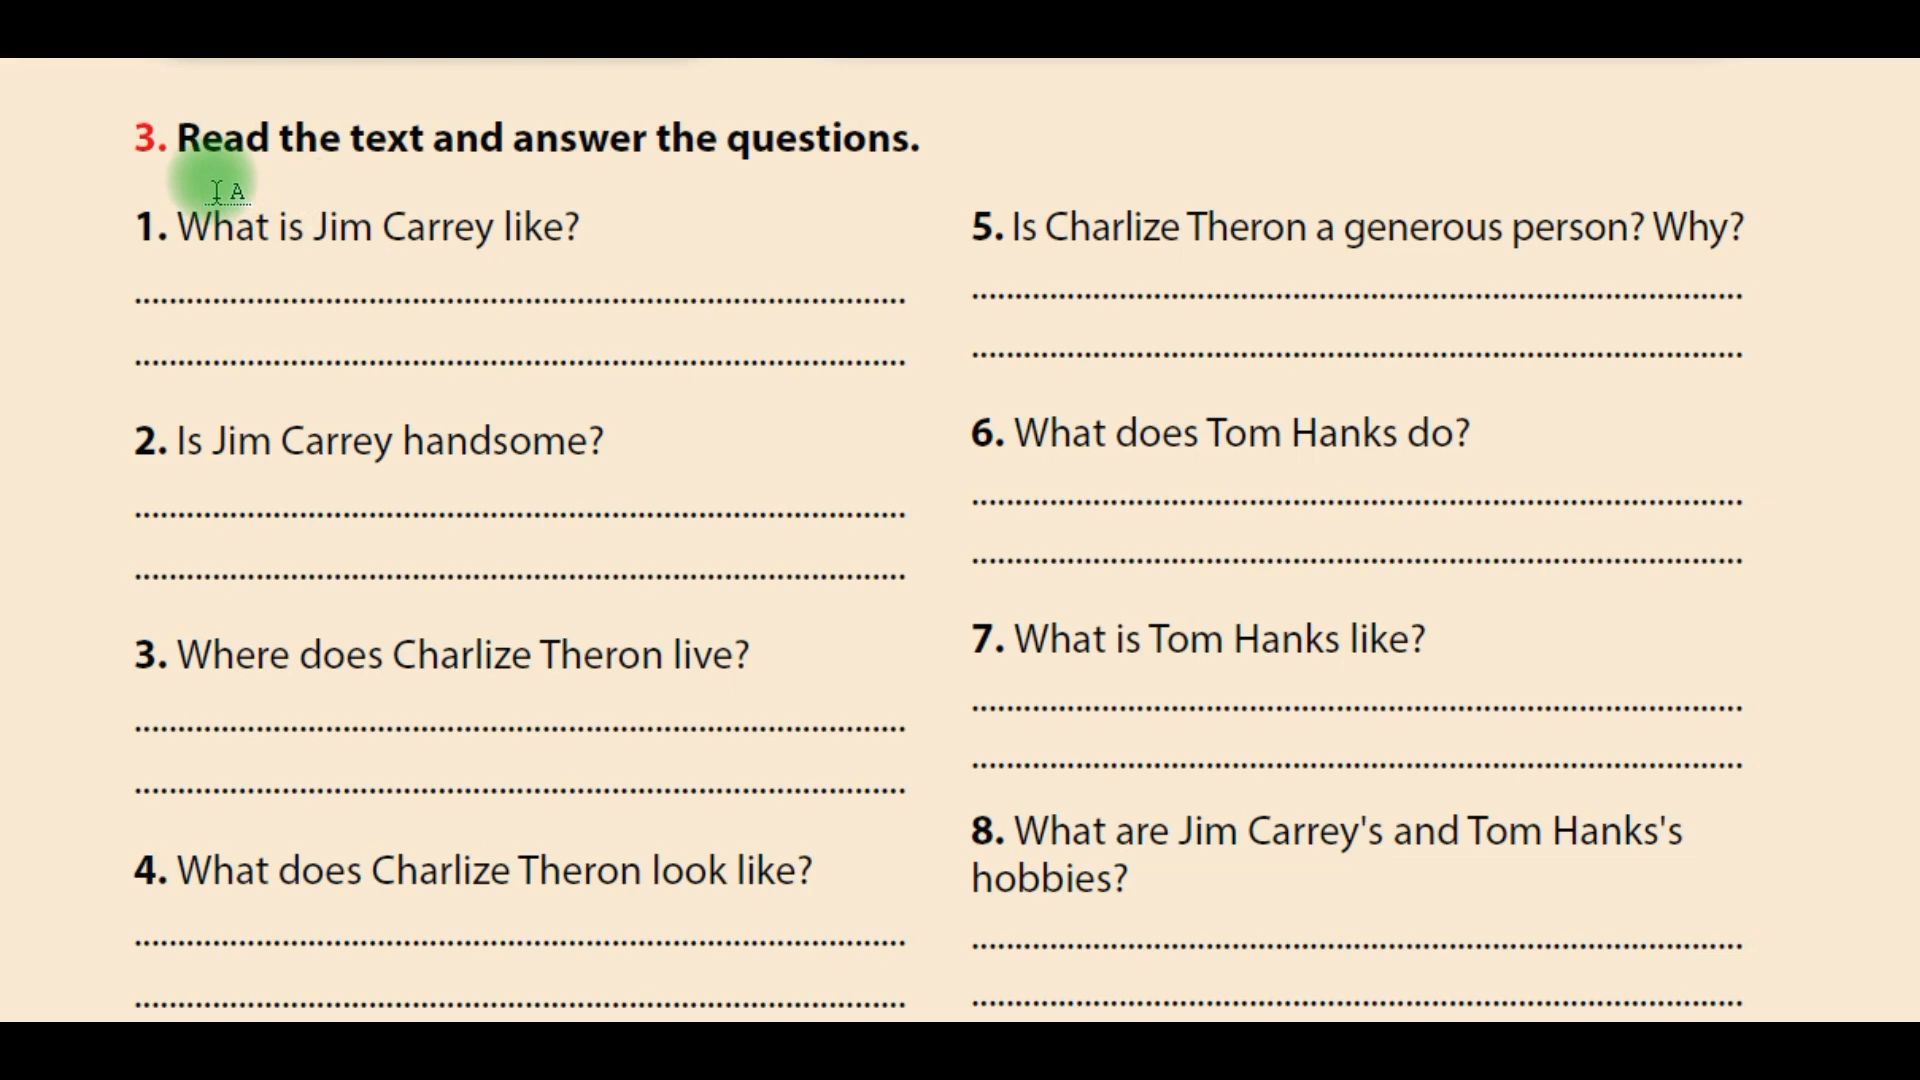 3. Read the text and answer the questions.
1. What is Jim Carrey like?
2. Is Jim Carrey handsome?
3. Where does Charlize Theron live?
4. What does Charlize Theron look like?
5. Is Charlize Theron a generous person? Why?
6. What does Tom Hanks do?
7. What is Tom Hanks like?
8. What are Jim Carrey's and Tom Hanks's
hobbies?